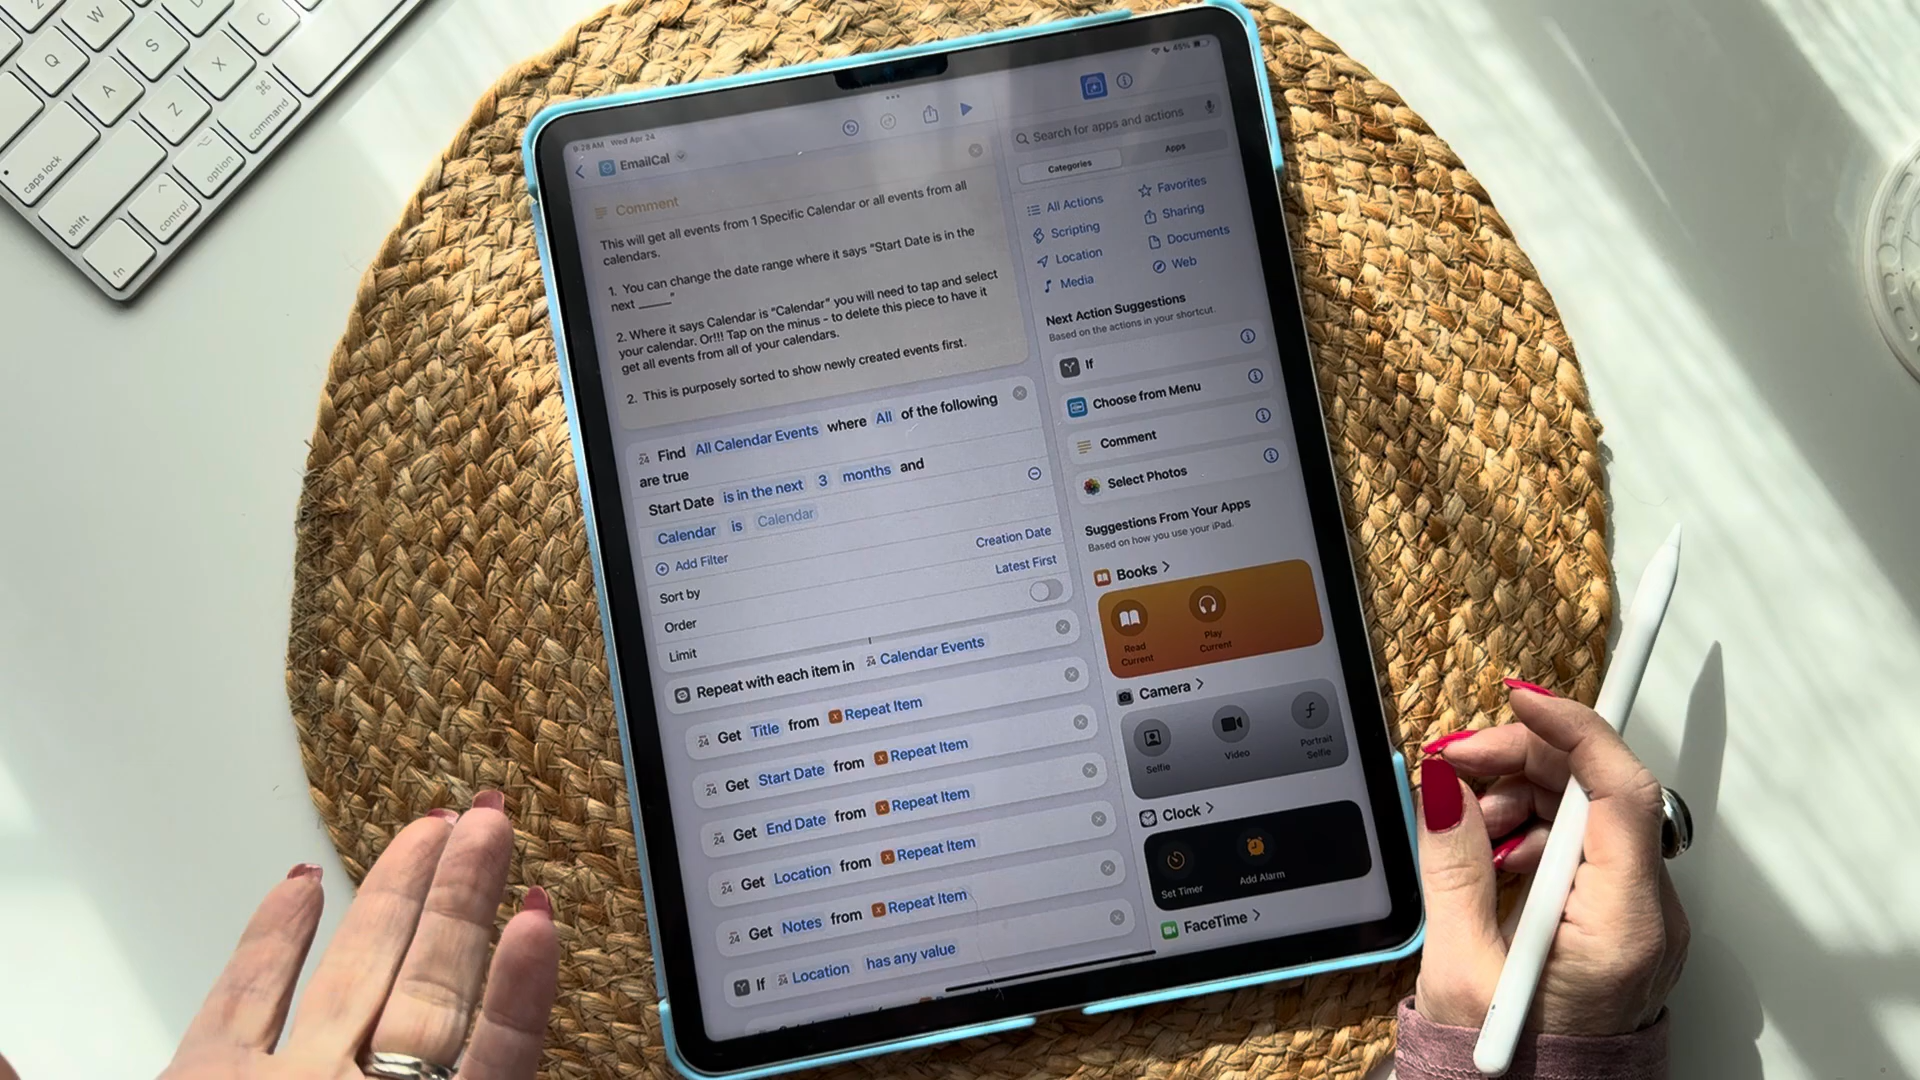 W
Q
S
C
A
X
Z
caps lock
shift
fn
control
option
⌘
command
9:28 AM Wed Apr 24
45%
EmailCal
Comment
This will get all events from 1 Specific Calendar or all events from all
calendars.
1. You can change the date range where it says "Start Date is in the
next ______"
2. Where it says Calendar is "Calendar" you will need to tap and select
your calendar. Or!!! Tap on the minus - to delete this piece to have it
get all events from all of your calendars.
2. This is purposely sorted to show newly created events first.
Find All Calendar Events where All of the following
are true
Start Date is in the next 3 months and
Calendar is Calendar
Add Filter
Sort by Creation Date
Order Latest First
Limit
Repeat with each item in Calendar Events
Get Title from Repeat Item
Get Start Date from Repeat Item
Get End Date from Repeat Item
Get Location from Repeat Item
Get Notes from Repeat Item
If Location has any value
Search for apps and actions
Categories Apps
All Actions Favorites
Scripting Sharing
Location Documents
Media Web
Next Action Suggestions
Based on the actions in your shortcut.
If
Choose from Menu
Comment
Select Photos
Suggestions From Your Apps
Based on how you use your iPad.
Books >
Read Current
Play Current
Camera >
Selfie
Video
Portrait Selfie
Clock >
Set Timer
Add Alarm
FaceTime >